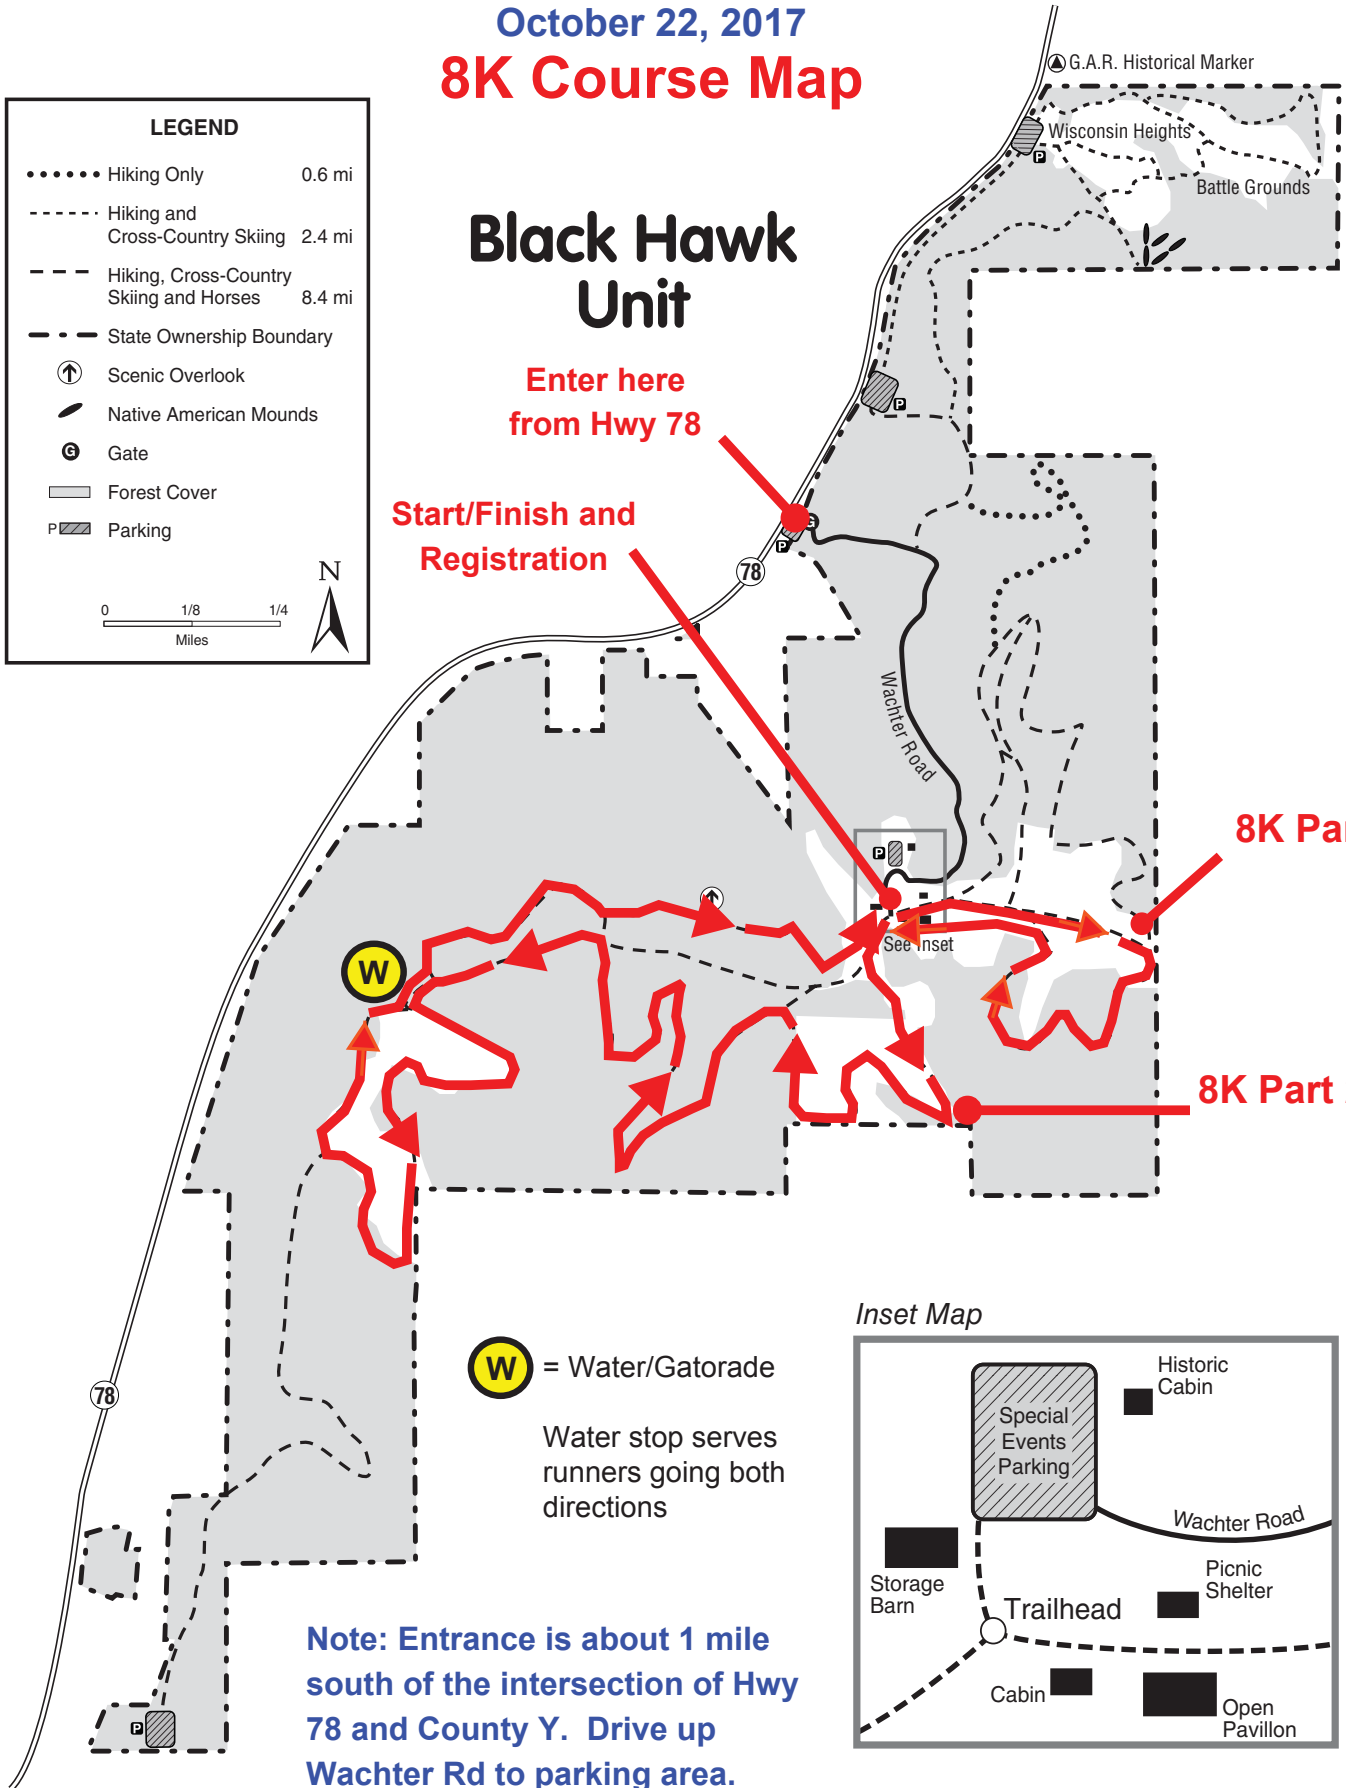 October 22, 2017
8K Course Map
G.A.R. Historical Marker
LEGEND
Hiking Only 0.6 mi
Hiking and
Cross-Country Skiing 2.4 mi
Hiking, Cross-Country
Skiing and Horses 8.4 mi
State Ownership Boundary
Scenic Overlook
Native American Mounds
G Gate
Forest Cover
P Parking
N
0 1/8 1/4
Miles
Wisconsin Heights
P
Battle Grounds
Black Hawk
Unit
Enter here
from Hwy 78
P
Start/Finish and
Registration
G
P
78
Wachter Road
8K Par
P
See Inset
W
8K Part
Inset Map
W = Water/Gatorade
Water stop serves
runners going both
directions
78
Historic
Cabin
Special
Events
Parking
Wachter Road
Storage
Barn
Picnic
Shelter
Trailhead
Cabin
Open
Pavillon
P
Note: Entrance is about 1 mile
south of the intersection of Hwy
78 and County Y. Drive up
Wachter Rd to parking area.